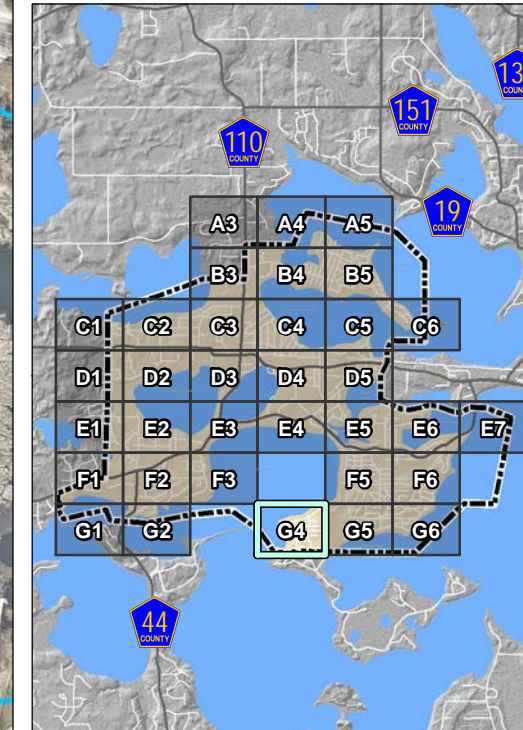 13
COUN
151
COUNTY
110
COUNTY
19
COUNTY
A3 A4 A5
B3 B4 B5
C1 C2 C3 C4 C5 C6
D1 D2 D3 D4 D5
E1 E2 E3 E4 E5 E6 E7
F1 F2 F3 F5 F6
G1 G2 G4 G5 G6
44
COUNTY